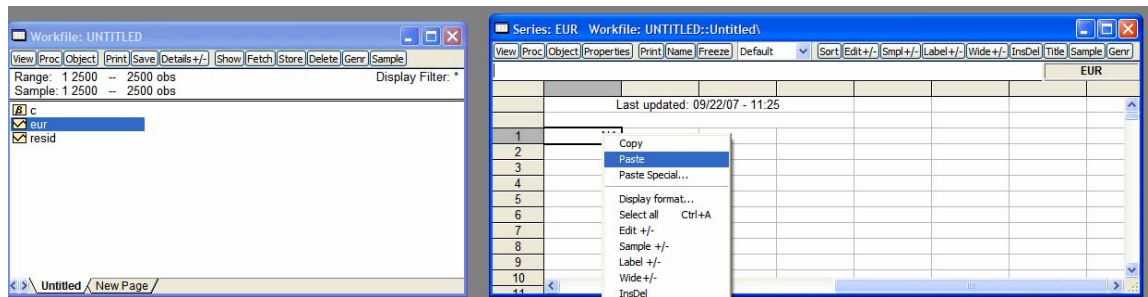 Workfile: UNTITLED
View Proc Object Print Save Details+/- Show Fetch Store Delete Genr Sample
Range: 1 2500 -- 2500 obs Display Filter: *
Sample: 1 2500 -- 2500 obs
β c
eur
resid
Untitled New Page
Series: EUR Workfile: UNTITLED::Untitled\
View Proc Object Properties Print Name Freeze Default Sort Edit+/- Smpl+/- Label+/- Wide+/- InsDel Title Sample Genr
EUR
Last updated: 09/22/07 - 11:25
1
2
3
4
5
6
7
8
9
10
11
Copy
Paste
Paste Special...
Display format...
Select all Ctrl+A
Edit +/-
Sample +/-
Label +/-
Wide+/-
InsDel